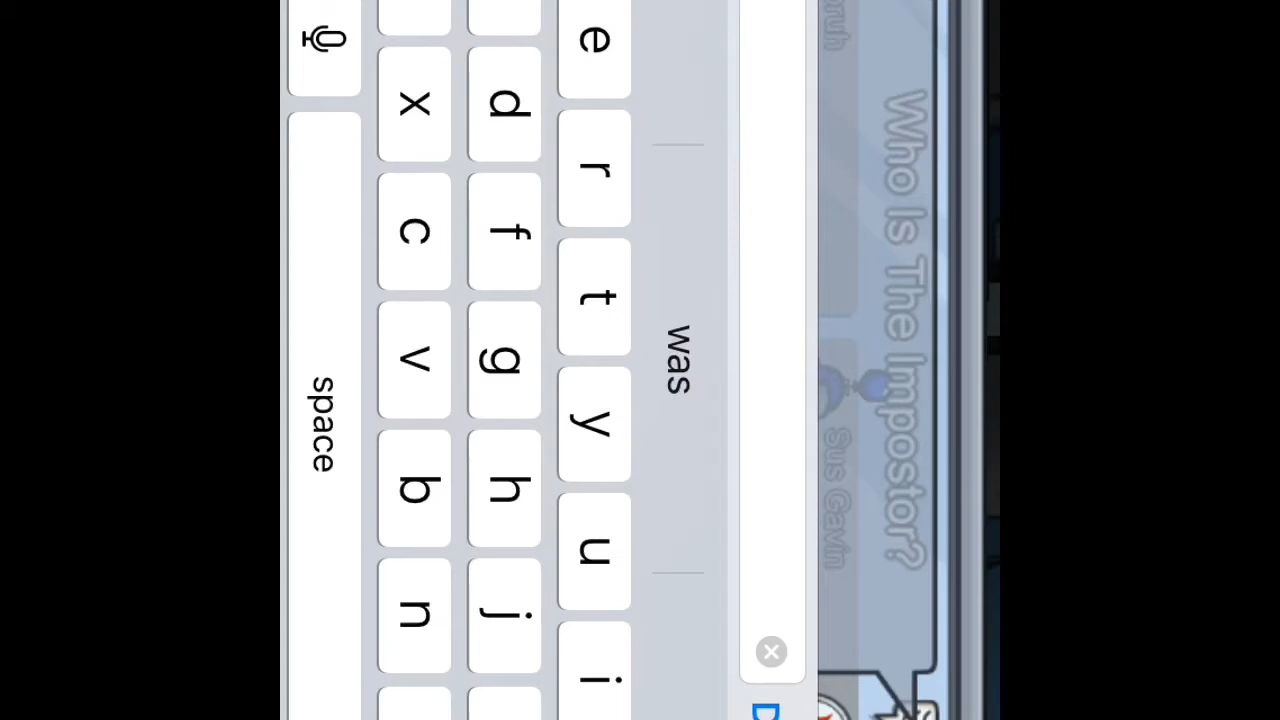 Who Is The Impostor?
Sus Gavin
was
e r t y u i
d f g h j
x c v b n
space